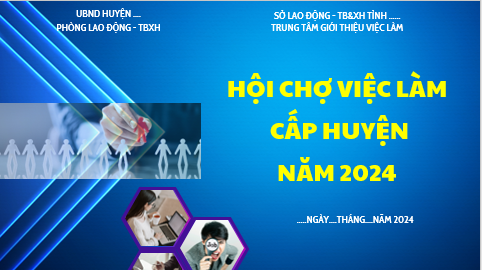 UBND HUYỆN ....
PHÒNG LAO ĐỘNG - TBXH
SỞ LAO ĐỘNG - TB&XH TỈNH ......
TRUNG TÂM GIỚI THIỆU VIỆC LÀM
HỘI CHỢ VIỆC LÀM
CẤP HUYỆN
NĂM 2024
.....NGÀY....THÁNG....NĂM 2024